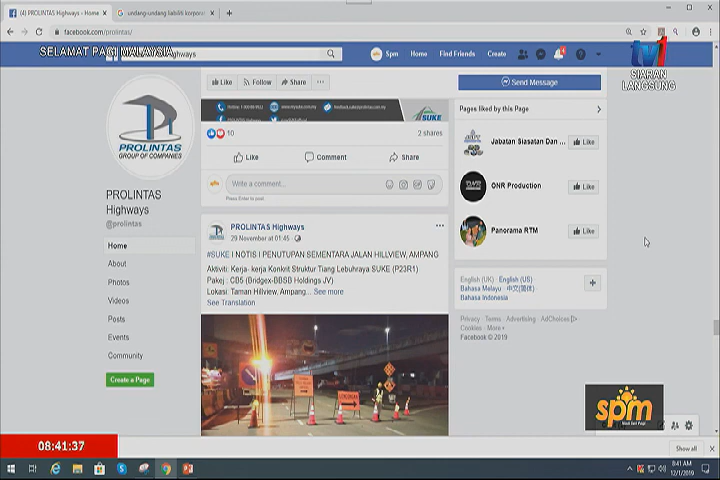 (4) PROLINTAS Highways - Home
undang-undang liabiliti korporat
facebook.com/prolintas/
SELAMAT PAGI MALAYSIA
ghways
Spm
Home
Find Friends
Create
tv1
SIARAN
LANGSUNG
PROLINTAS
GROUP OF COMPANIES
PROLINTAS
Highways
@prolintas
Home
About
Photos
Videos
Posts
Events
Community
Create a Page
Like
Follow
Share
SUKE
10
2 shares
Like
Comment
Share
Write a comment...
Press Enter to post
PROLINTAS Highways
29 November at 01:45
#SUKE I NOTIS I PENUTUPAN SEMENTARA JALAN HILLVIEW, AMPANG
Aktiviti: Kerja- kerja Konkrit Struktur Tiang Lebuhraya SUKE (P23R1)
Pakej : CB5 (Bridgex-BBSB Holdings JV)
Lokasi: Taman Hillview, Ampang... See more
See Translation
Send Message
Pages liked by this Page
Jabatan Siasatan Dan ...
Like
ONR Production
Like
Panorama RTM
Like
English (UK) · English (US) ·
Bahasa Melayu · 中文(简体) ·
Bahasa Indonesia
Privacy · Terms · Advertising · AdChoices
Cookies · More
Facebook © 2019
spm
Show all
08:41:37
8:41 AM
12/1/2019